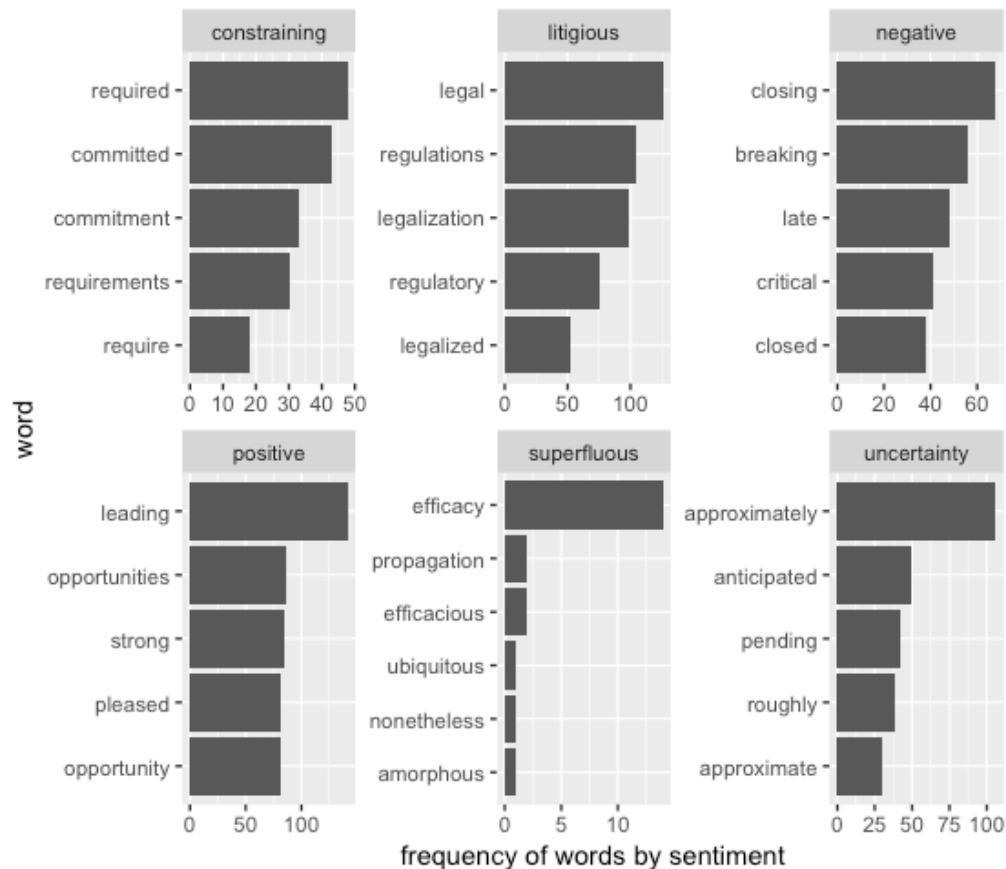 constraining
required
committed
commitment
requirements
require
0 10 20 30 40 50
litigious
legal
regulations
legalization
regulatory
legalized
0 50 100
negative
closing
breaking
late
critical
closed
0 20 40 60
word
positive
leading
opportunities
strong
pleased
opportunity
0 50 100
superfluous
efficacy
propagation
efficacious
ubiquitous
nonetheless
amorphous
0 5 10
uncertainty
approximately
anticipated
pending
roughly
approximate
0 25 50 75 100
frequency of words by sentiment